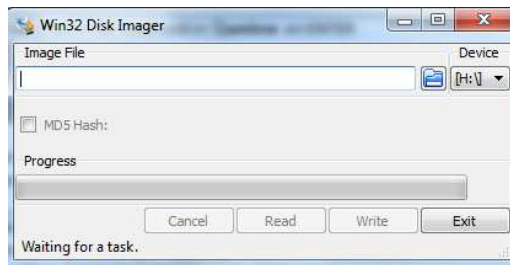 Win32 Disk Imager
Image File Device
[H:\]
MD5 Hash:
Progress
Cancel Read Write Exit
Waiting for a task.